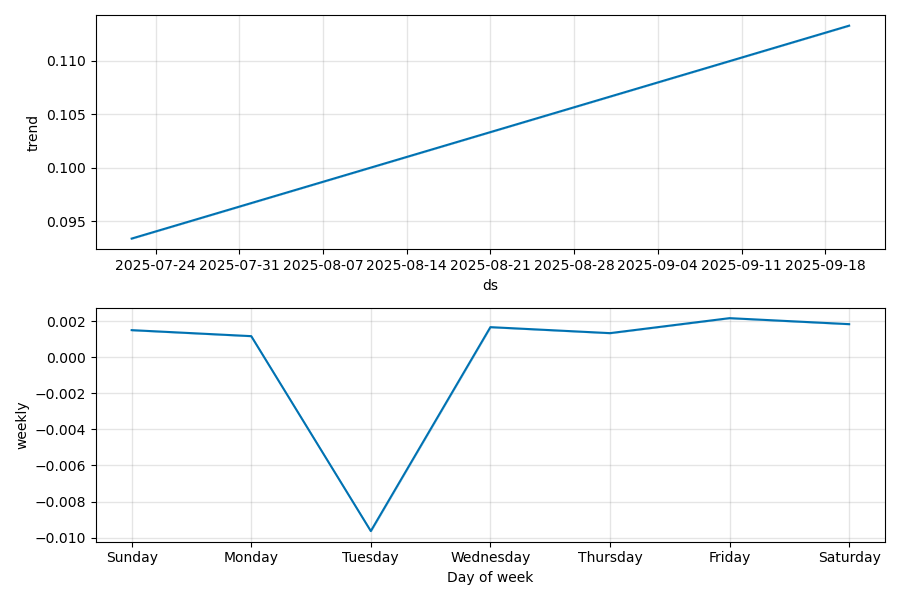 0.110
0.105
0.100
0.095
trend
2025-07-24 2025-07-31 2025-08-07 2025-08-14 2025-08-21 2025-08-28 2025-09-04 2025-09-11 2025-09-18
ds
0.002
0.000
−0.002
−0.004
−0.006
−0.008
−0.010
weekly
Sunday Monday Tuesday Wednesday Thursday Friday Saturday
Day of week